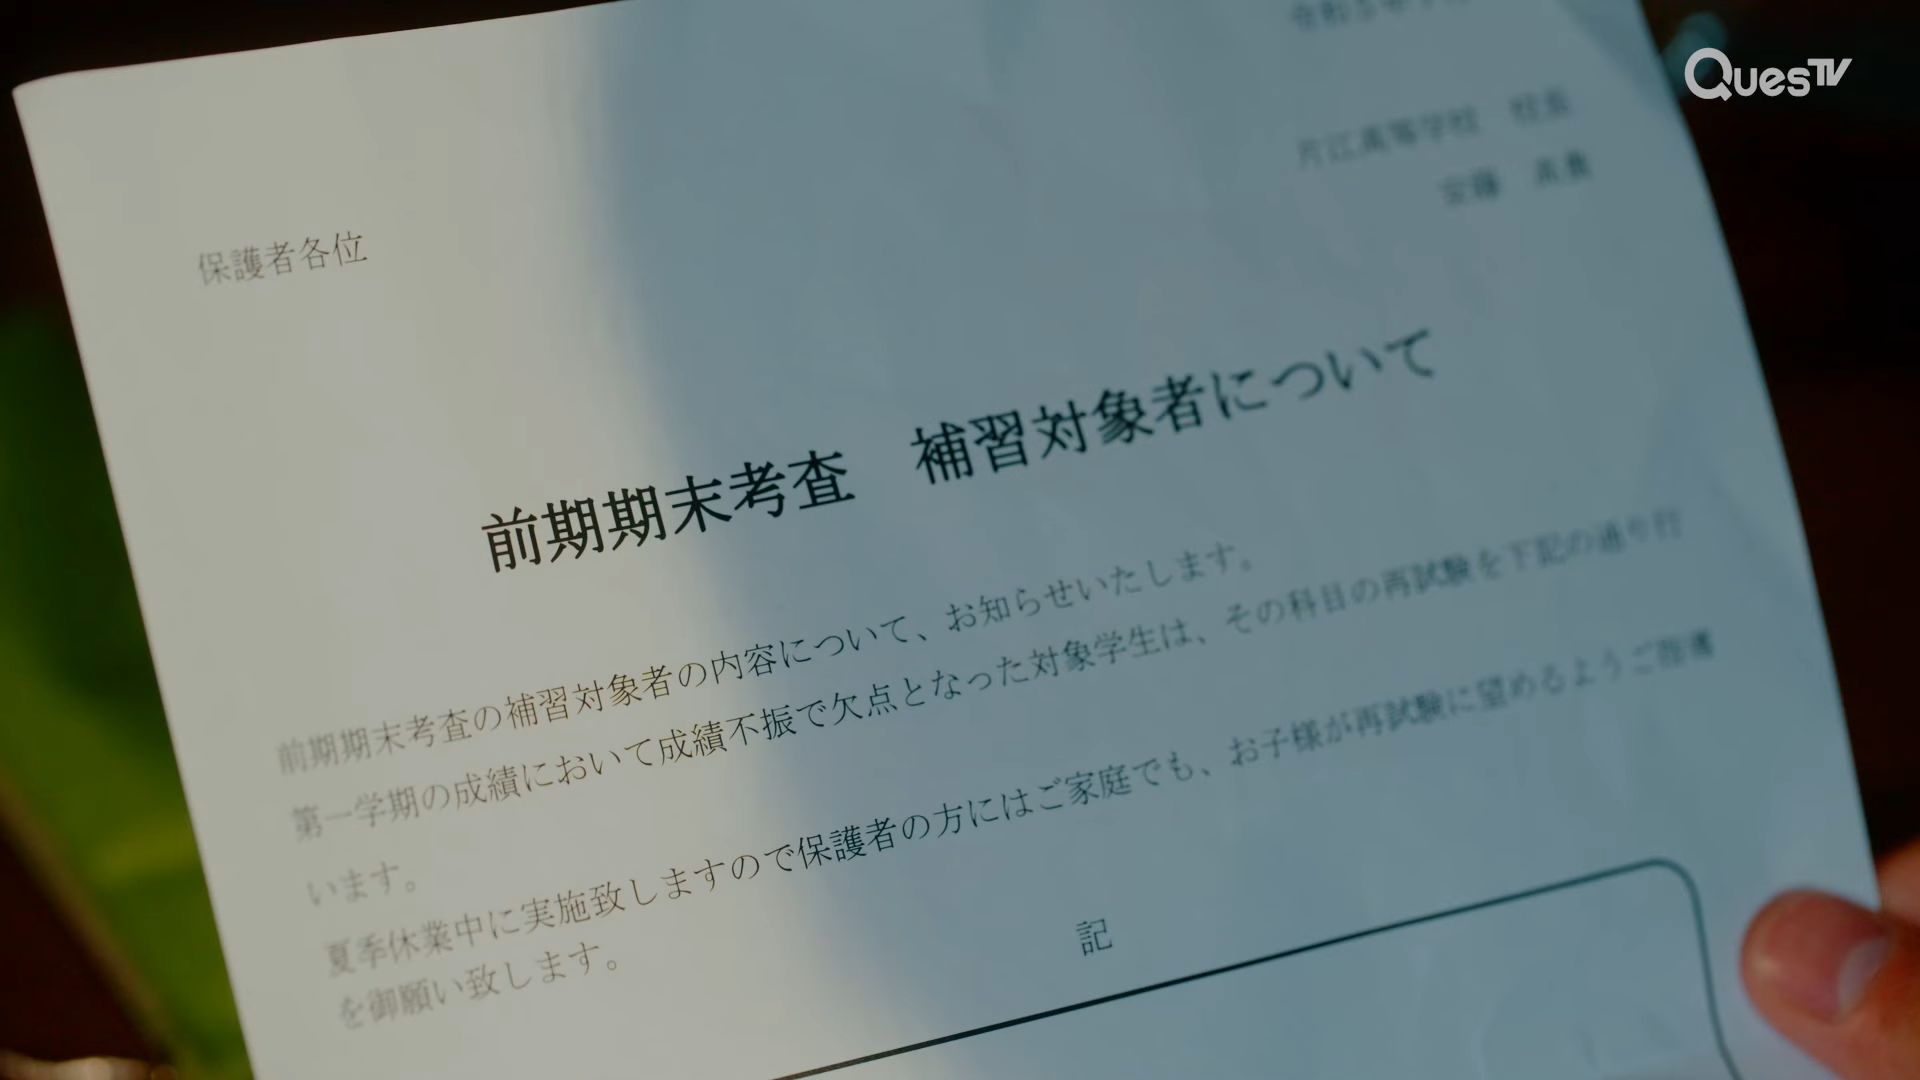 QuesTV
片江高等学校 校長
保護者各位
前期期末考査 補習対象者について
前期期末考査の補習対象者の内容について、お知らせいたします。
第一学期の成績において成績不振で欠点となった対象学生は、その科目の再試験を下記の通り行
います。
夏季休業中に実施致しますので保護者の方にはご家庭でも、お子様が再試験に望めるようご指導
を御願い致します。
記